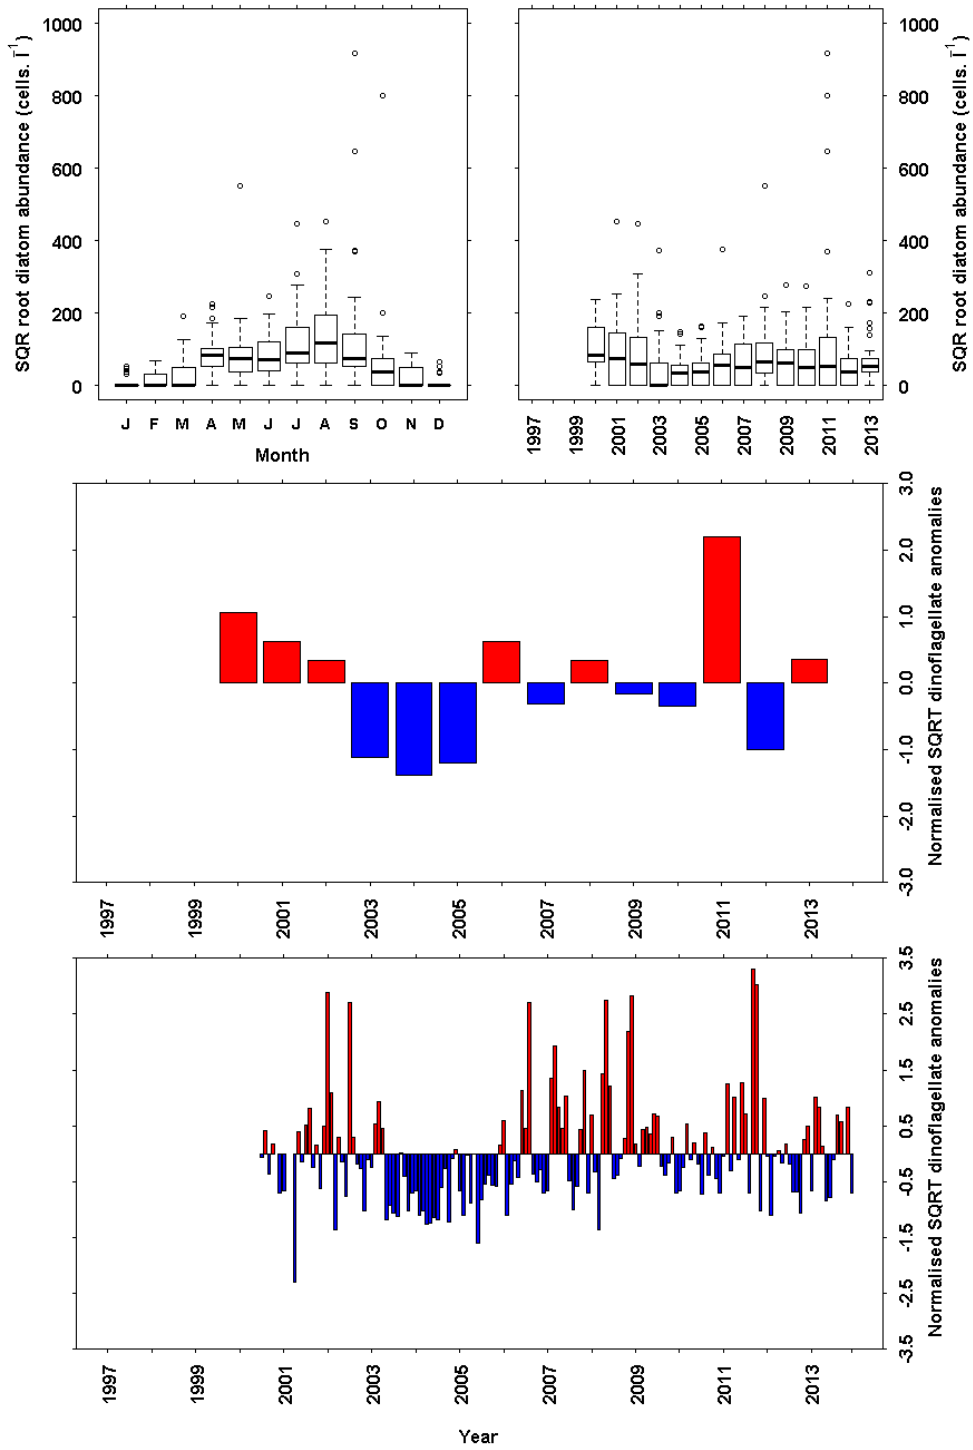 SQR root diatom abundance (cells. l⁻¹)
1000
800
600
400
200
0
J F M A M J J A S O N D
Month
1000
800
600
400
200
0
SQR root diatom abundance (cells. l⁻¹)
1997 1999 2001 2003 2005 2007 2009 2011 2013
3.0
2.0
1.0
0.0
-1.0
-2.0
-3.0
Normalised SQRT dinoflagellate anomalies
1997 1999 2001 2003 2005 2007 2009 2011 2013
3.5
2.5
1.5
0.5
-0.5
-1.5
-2.5
-3.5
Normalised SQRT dinoflagellate anomalies
1997 1999 2001 2003 2005 2007 2009 2011 2013
Year